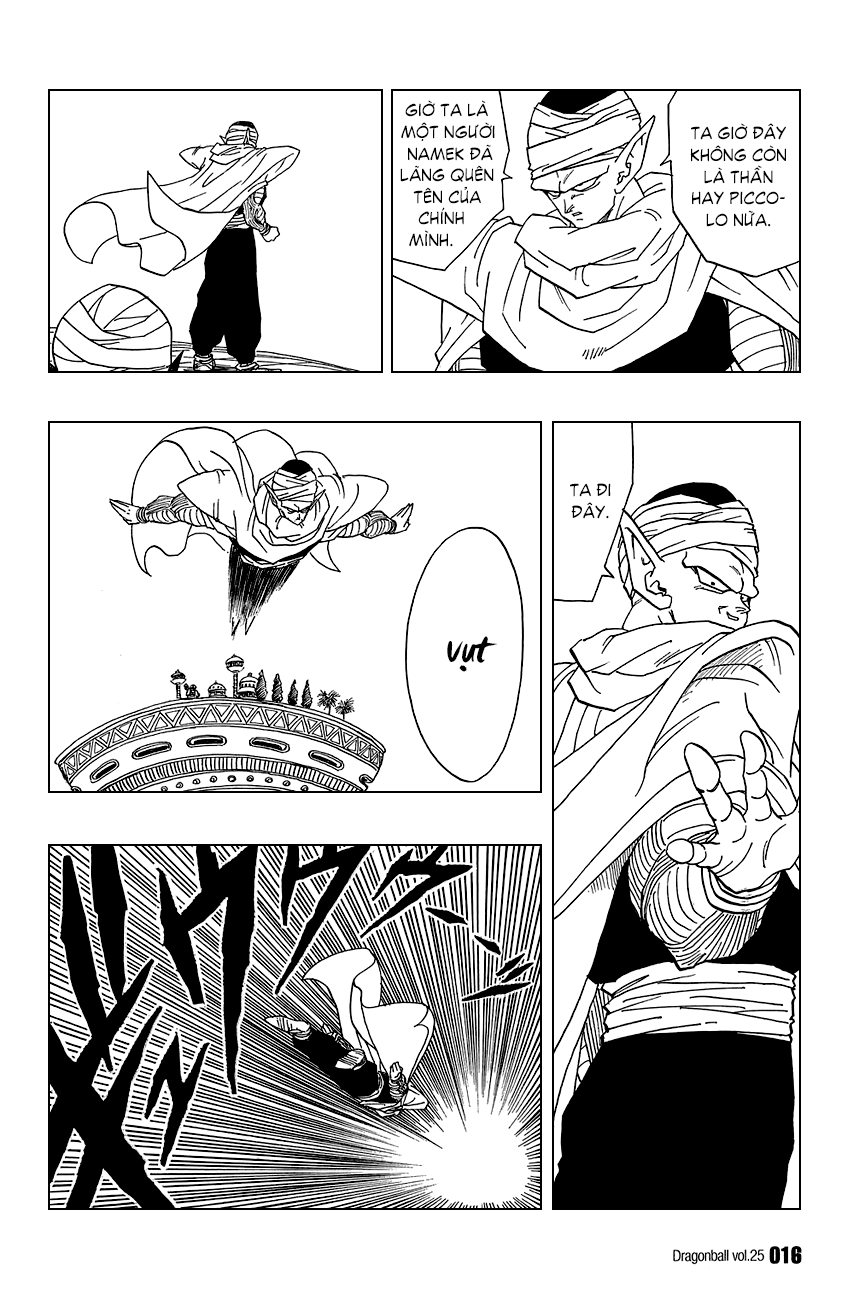 TA GIỜ ĐÂY
KHÔNG CÒN
LÀ THẦN
HAY PICCO-
LO NỮA.
GIỜ TA LÀ
MỘT NGƯỜI
NAMEK ĐÃ
LÃNG QUÊN
TÊN CỦA
CHÍNH
MÌNH.
TA ĐI
ĐÂY.
VỤT
Dragonball vol.25 016